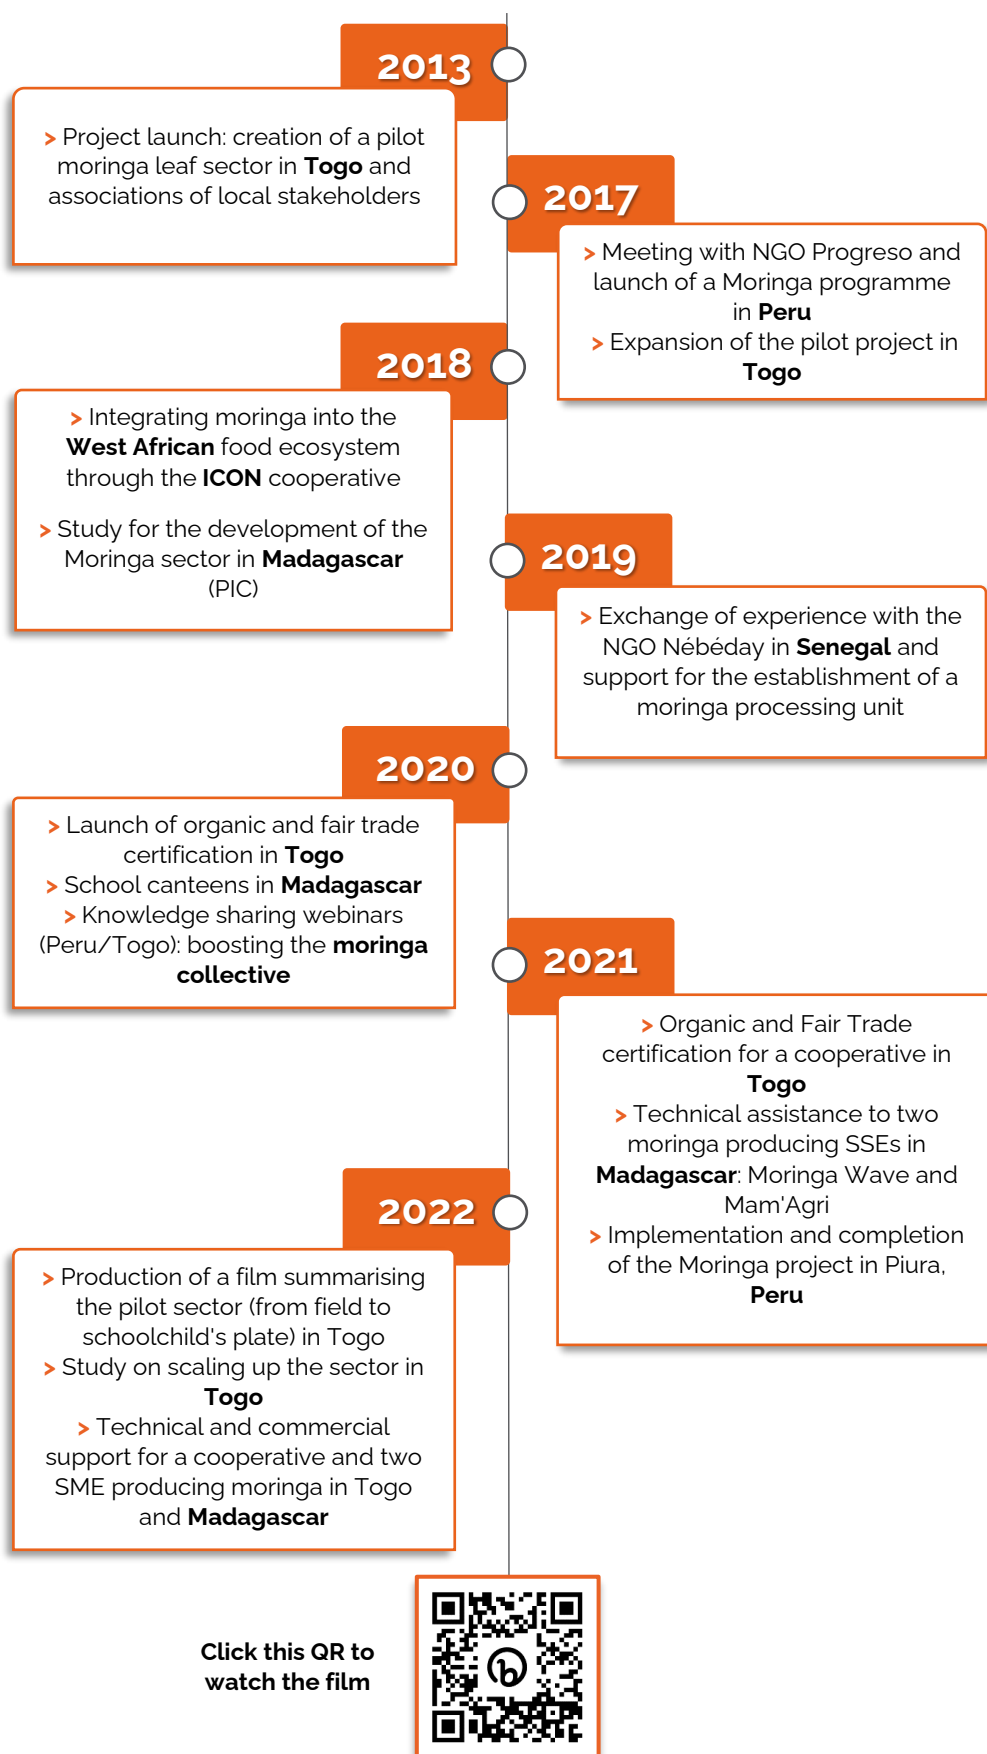 2013
> Project launch: creation of a pilot
moringa leaf sector in Togo and
associations of local stakeholders
2017
> Meeting with NGO Progreso and
launch of a Moringa programme
in Peru
> Expansion of the pilot project in
Togo
2018
> Integrating moringa into the
West African food ecosystem
through the ICON cooperative
> Study for the development of the
Moringa sector in Madagascar
(PIC)
2019
> Exchange of experience with the
NGO Nébéday in Senegal and
support for the establishment of a
moringa processing unit
2020
> Launch of organic and fair trade
certification in Togo
> School canteens in Madagascar
> Knowledge sharing webinars
(Peru/Togo): boosting the moringa
collective
2021
> Organic and Fair Trade
certification for a cooperative in
Togo
> Technical assistance to two
moringa producing SSEs in
Madagascar: Moringa Wave and
Mam'Agri
> Implementation and completion
of the Moringa project in Piura,
Peru
2022
> Production of a film summarising
the pilot sector (from field to
schoolchild's plate) in Togo
> Study on scaling up the sector in
Togo
> Technical and commercial
support for a cooperative and two
SME producing moringa in Togo
and Madagascar
Click this QR to
watch the film
b